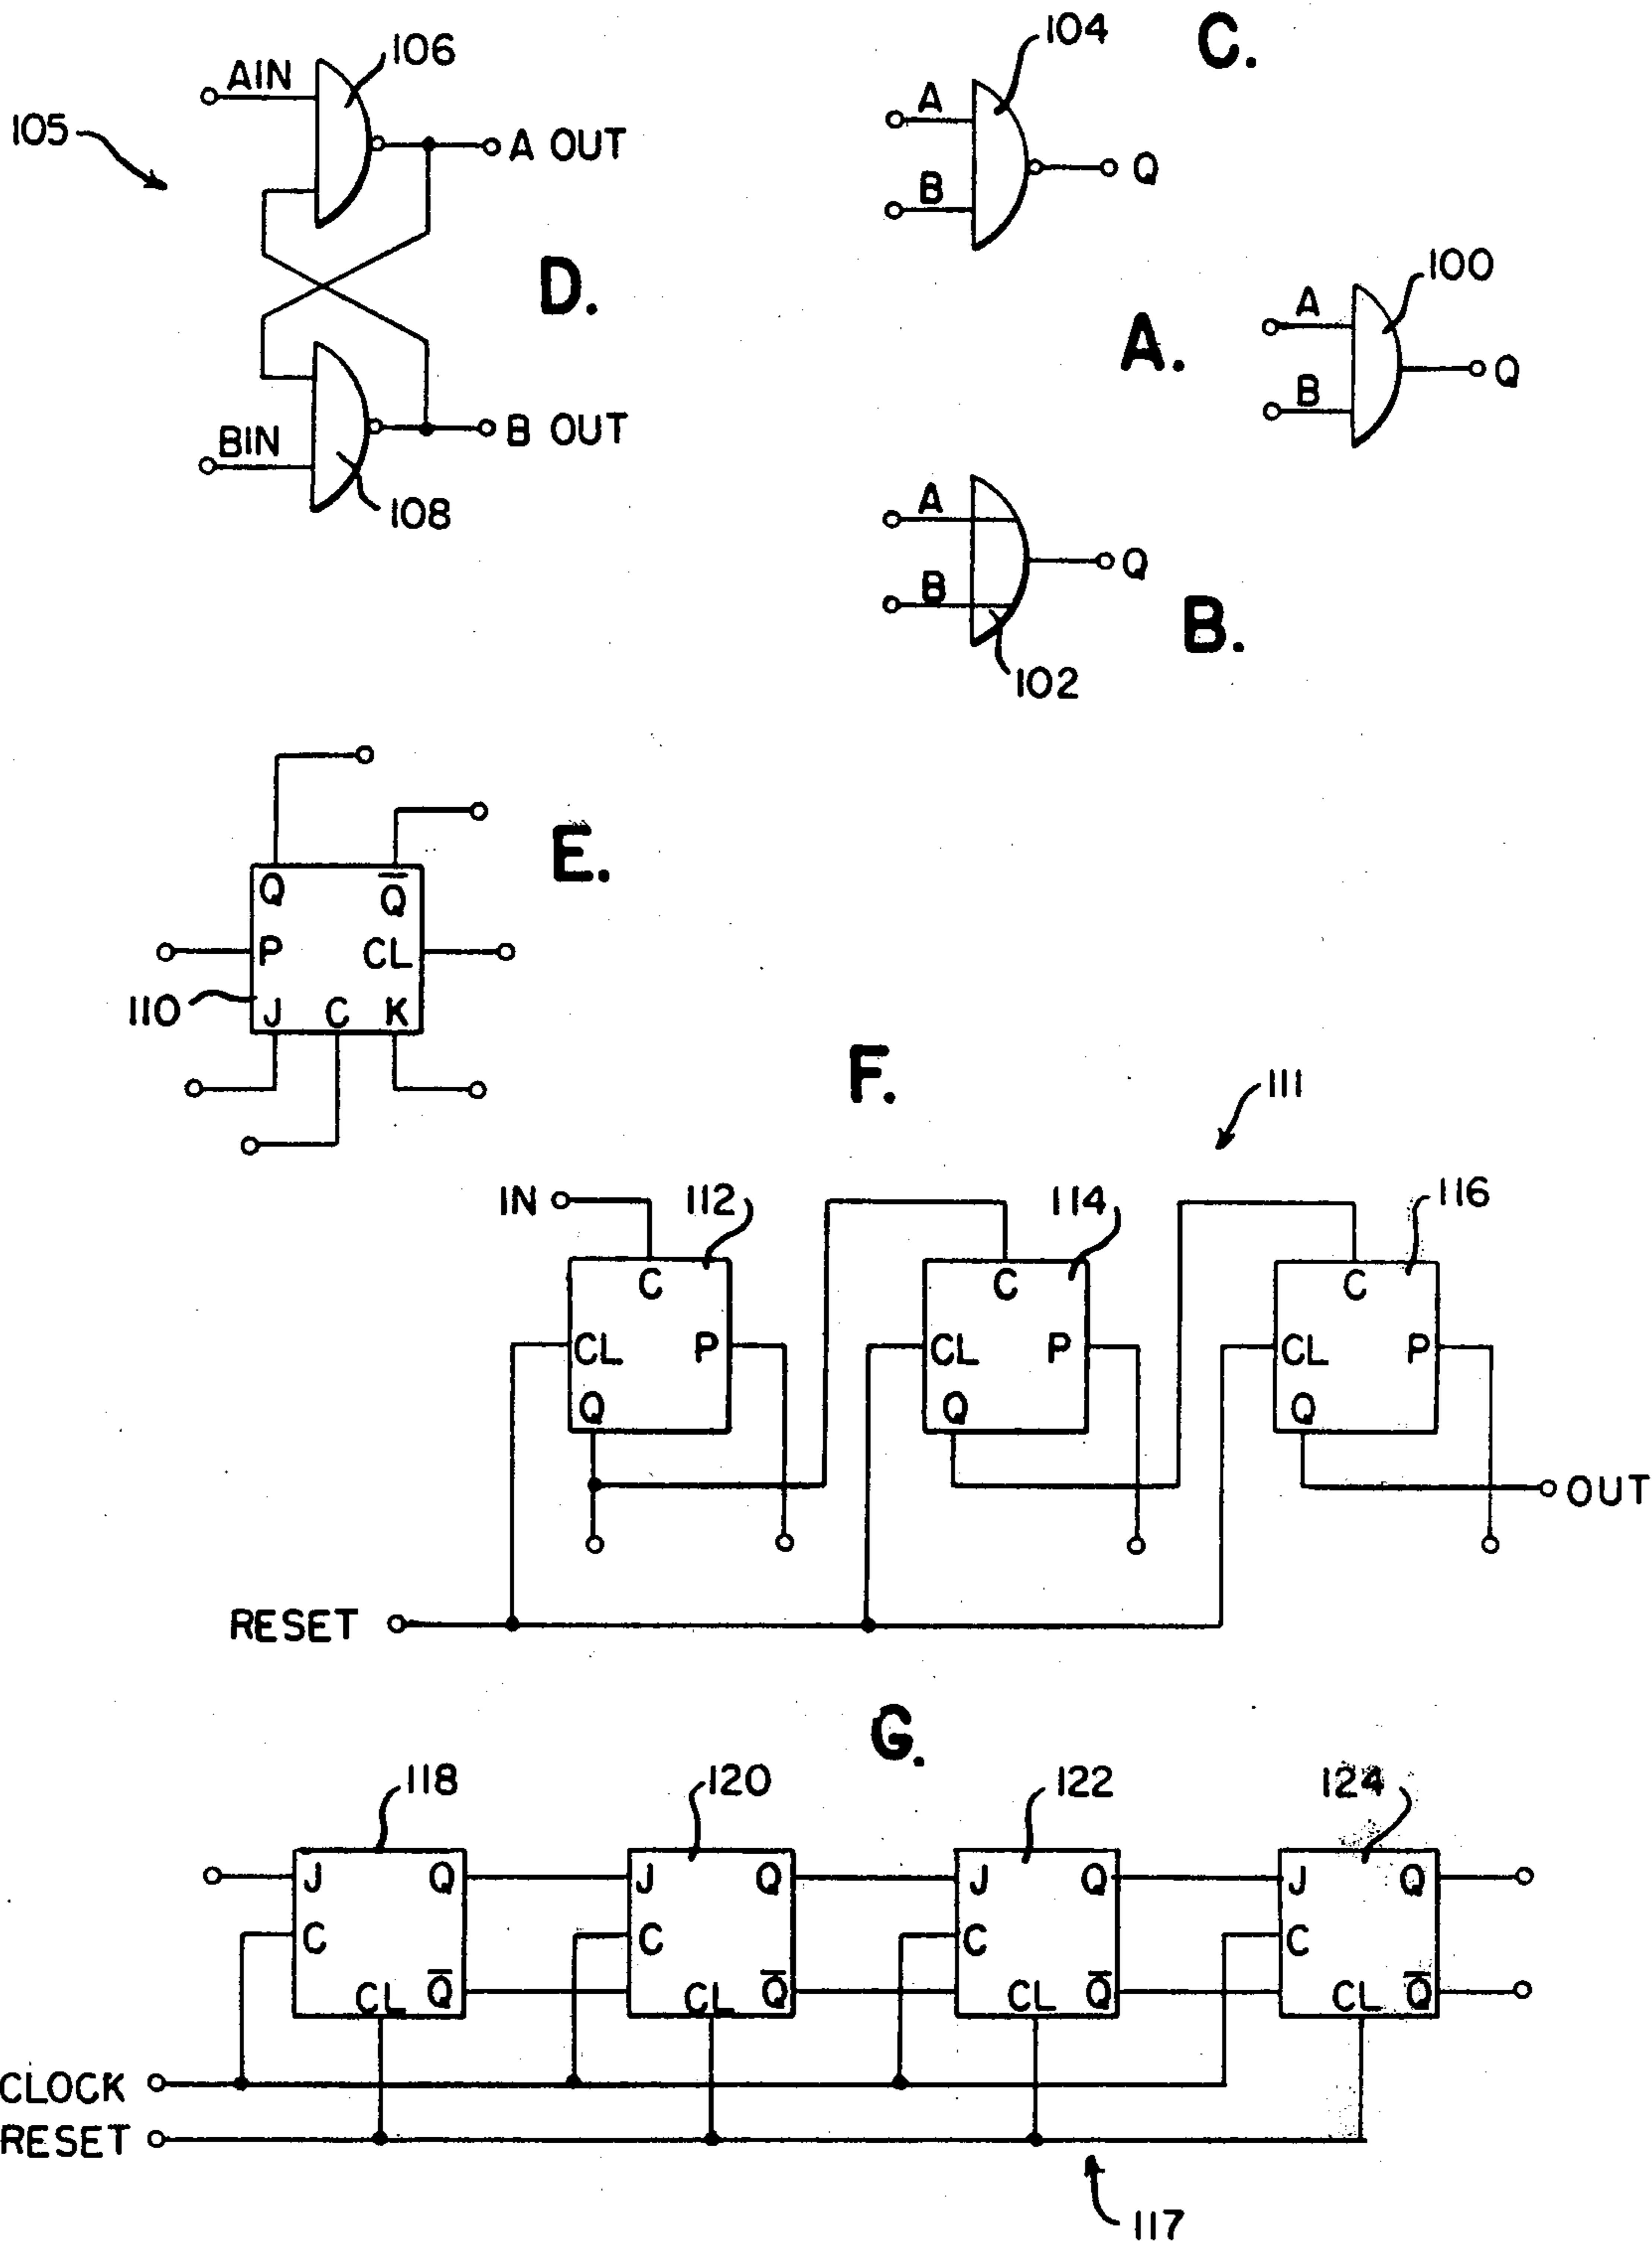 106
AIN
105
A OUT
D.
BIN
B OUT
108
104
C.
A
B
Q
100
A.
A
B
Q
A
B
Q
B.
102
E.
Q
Q̅
P
CL
110
J
C
K
F.
111
IN
112
114
116
C
C
C
CL
P
CL
P
CL
P
Q
Q
Q
OUT
RESET
G.
118
120
122
124
J
Q
J
Q
J
Q
J
Q
C
C
C
C
CL
Q̅
CL
Q̅
CL
Q̅
CL
Q̅
CLOCK
RESET
117